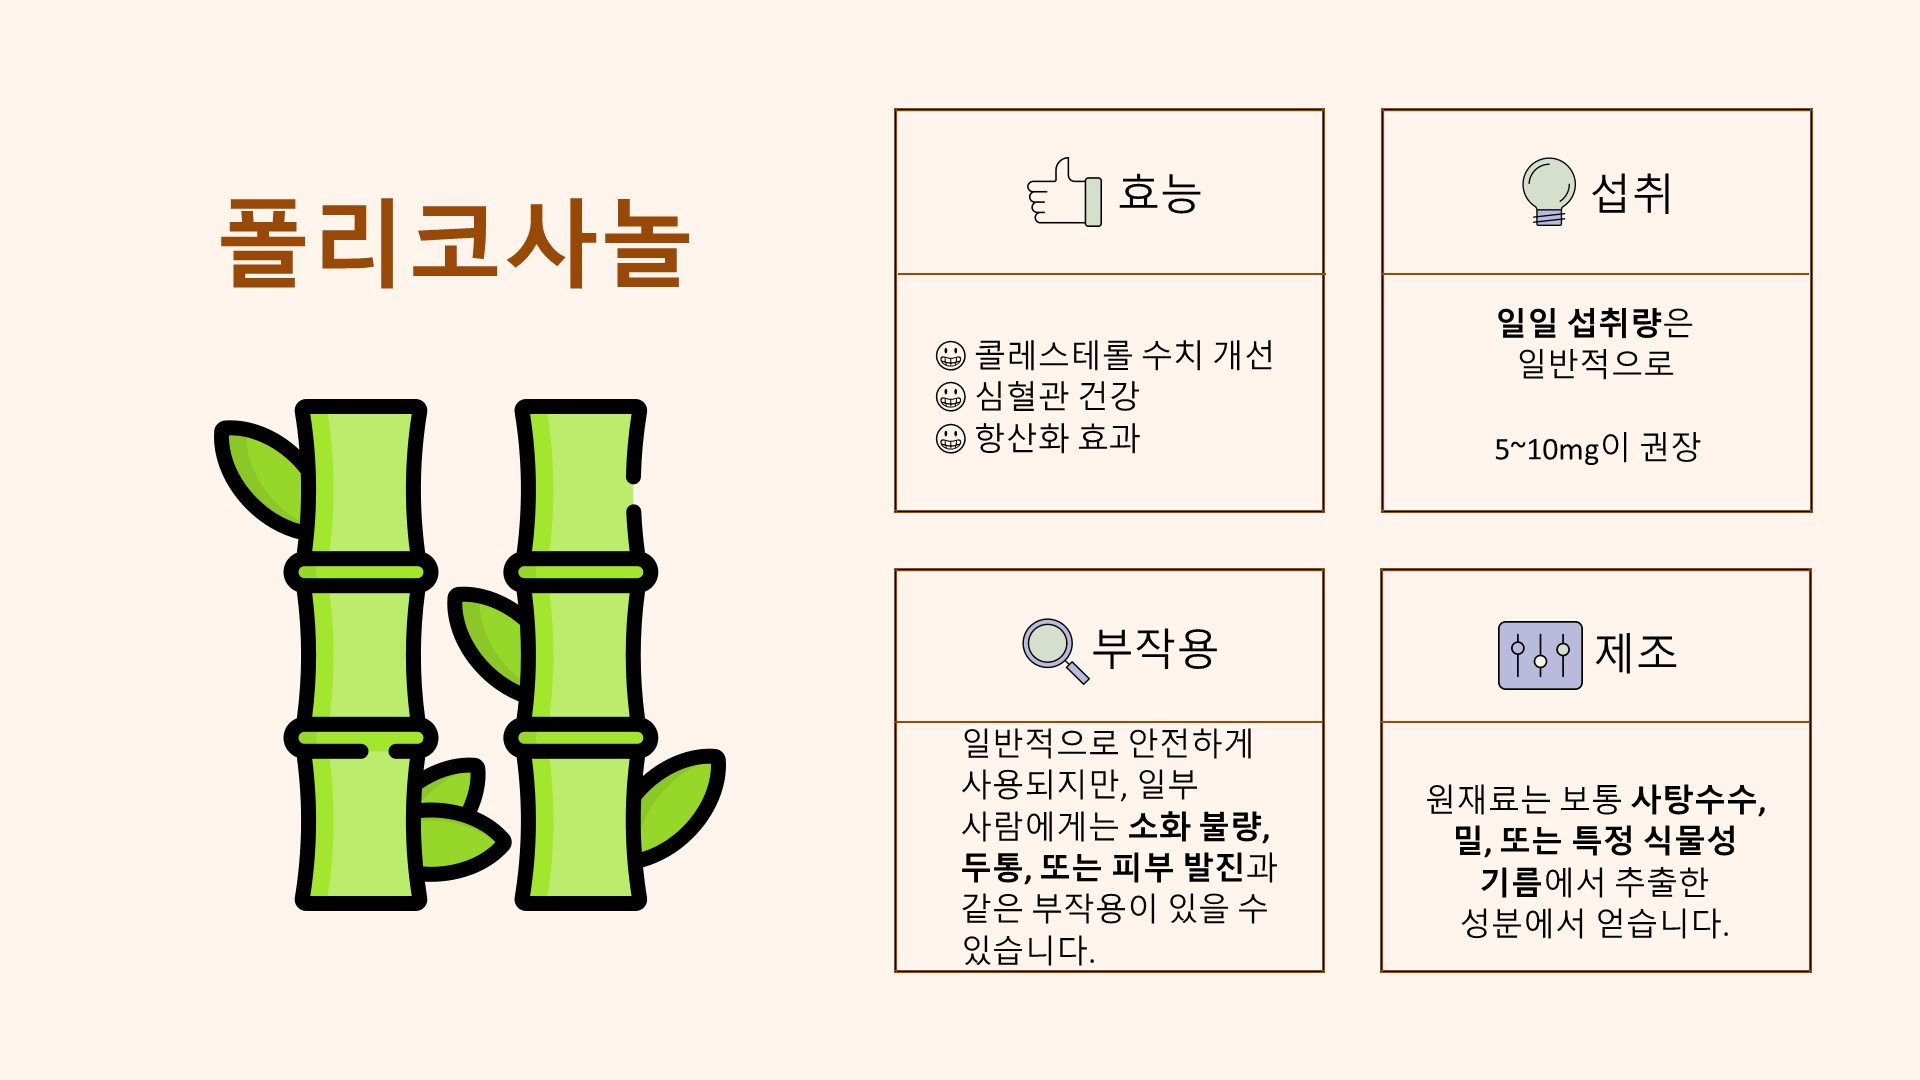 폴리코사놀
효능
😀 콜레스테롤 수치 개선
😀 심혈관 건강
😀 항산화 효과
섭취
일일 섭취량은
일반적으로
5~10mg이 권장
부작용
일반적으로 안전하게
사용되지만, 일부
사람에게는 소화 불량,
두통, 또는 피부 발진과
같은 부작용이 있을 수
있습니다.
제조
원재료는 보통 사탕수수,
밀, 또는 특정 식물성
기름에서 추출한
성분에서 얻습니다.